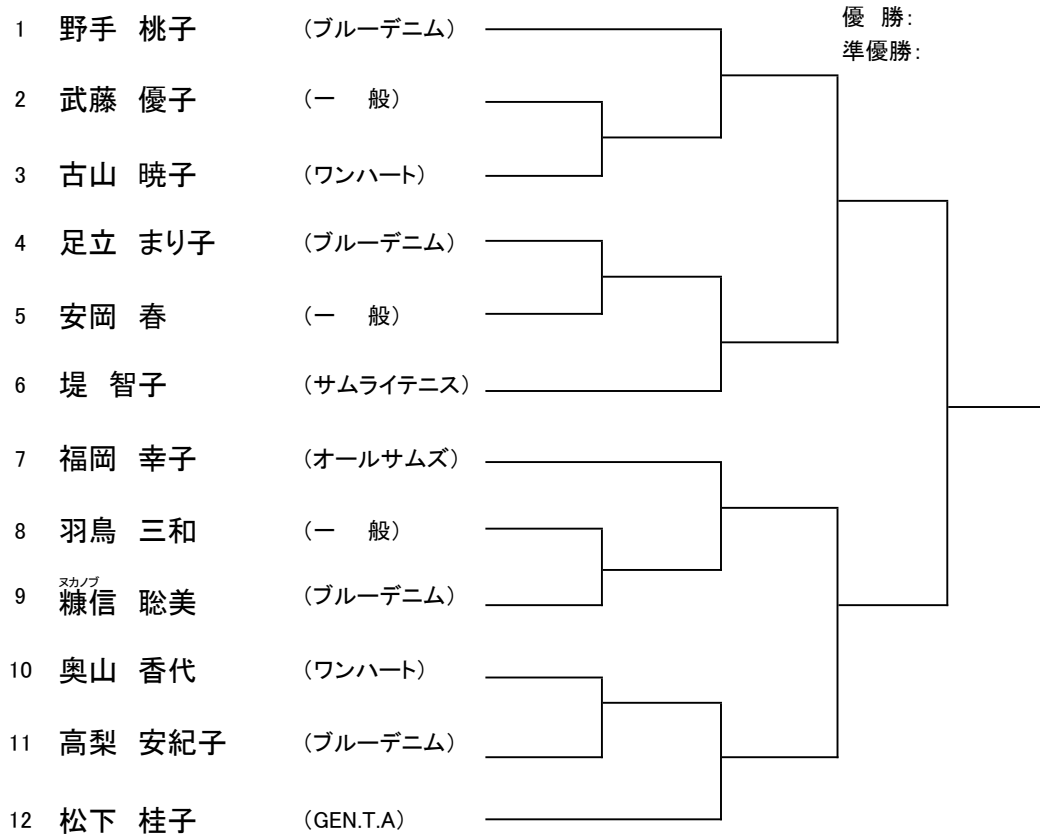 優 勝:
準優勝:
1 野手 桃子 (ブルーデニム)
2 武藤 優子 (一 般)
3 古山 暁子 (ワンハート)
4 足立 まり子 (ブルーデニム)
5 安岡 春 (一 般)
6 堤 智子 (サムライテニス)
7 福岡 幸子 (オールサムズ)
8 羽鳥 三和 (一 般)
ヌカノブ
9 糠信 聡美 (ブルーデニム)
10 奥山 香代 (ワンハート)
11 高梨 安紀子 (ブルーデニム)
12 松下 桂子 (GEN.T.A)